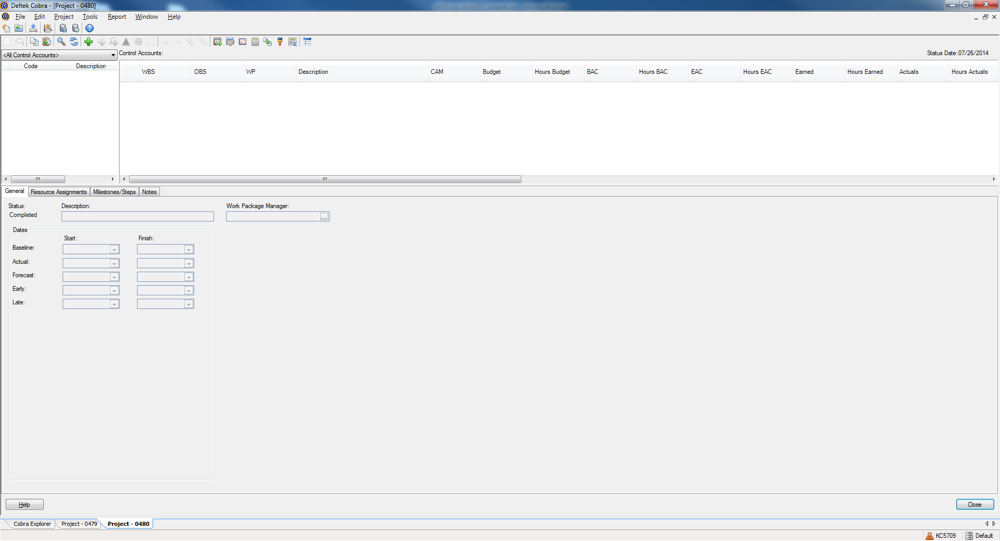 Deltek Cobra - [Project - 0480]
File Edit Project Tools Report Window Help
<All Control Accounts> Control Accounts: Status Date: 07/26/2014
Code Description
WBS OBS WP Description CAM Budget Hours Budget BAC Hours BAC EAC Hours EAC Earned Hours Earned Actuals Hours Actuals
General Resource Assignments Milestones/Steps Notes
Status: Description: Work Package Manager:
Completed
...
Dates
Start: Finish:
Baseline:
Actual:
Forecast:
Early:
Late:
Help Close
Cobra Explorer Project - 0479 Project - 0480
KC5709 Default